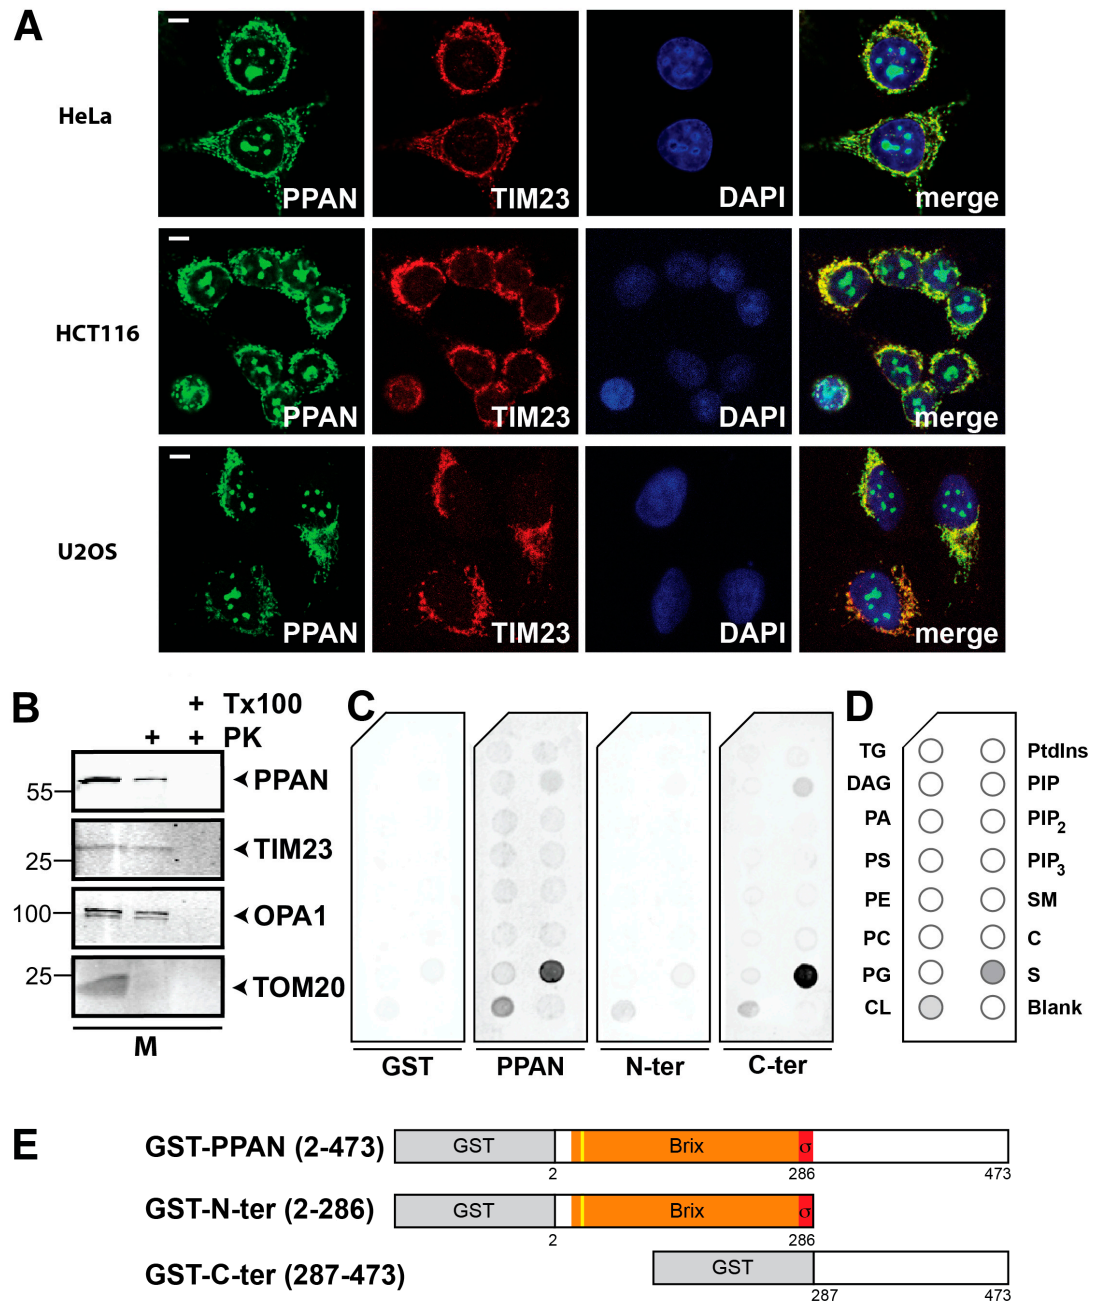 A
HeLa
PPAN
TIM23
DAPI
merge
HCT116
PPAN
TIM23
DAPI
merge
U2OS
PPAN
TIM23
DAPI
merge
B
+ Tx100
+ + PK
55
PPAN
25
TIM23
100
OPA1
25
TOM20
M
C
GST
PPAN
N-ter
C-ter
D
TG PtdIns
DAG PIP
PA PIP2
PS PIP3
PE SM
PC C
PG S
CL Blank
E
GST-PPAN (2-473) GST Brix σ
2 286 473
GST-N-ter (2-286) GST Brix σ
2 286
GST-C-ter (287-473) GST
287 473